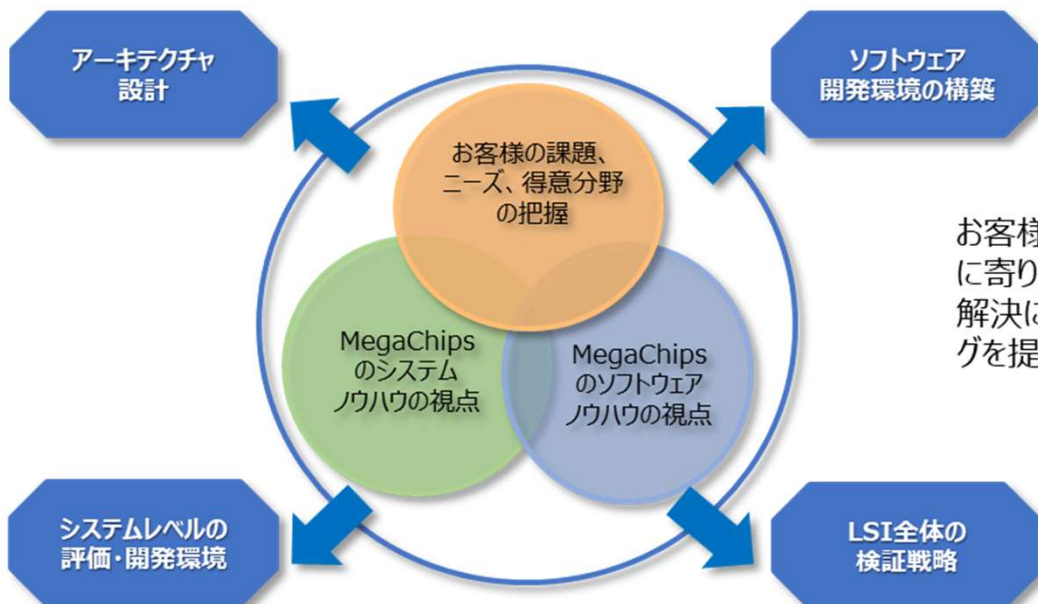 アーキテクチャ
設計
ソフトウェア
開発環境の構築
お客様の課題、
ニーズ、得意分野
の把握
お客様
に寄り
解決に
グを提
MegaChips
のシステム
ノウハウの視点
MegaChips
のソフトウェア
ノウハウの視点
システムレベルの
評価・開発環境
LSI全体の
検証戦略